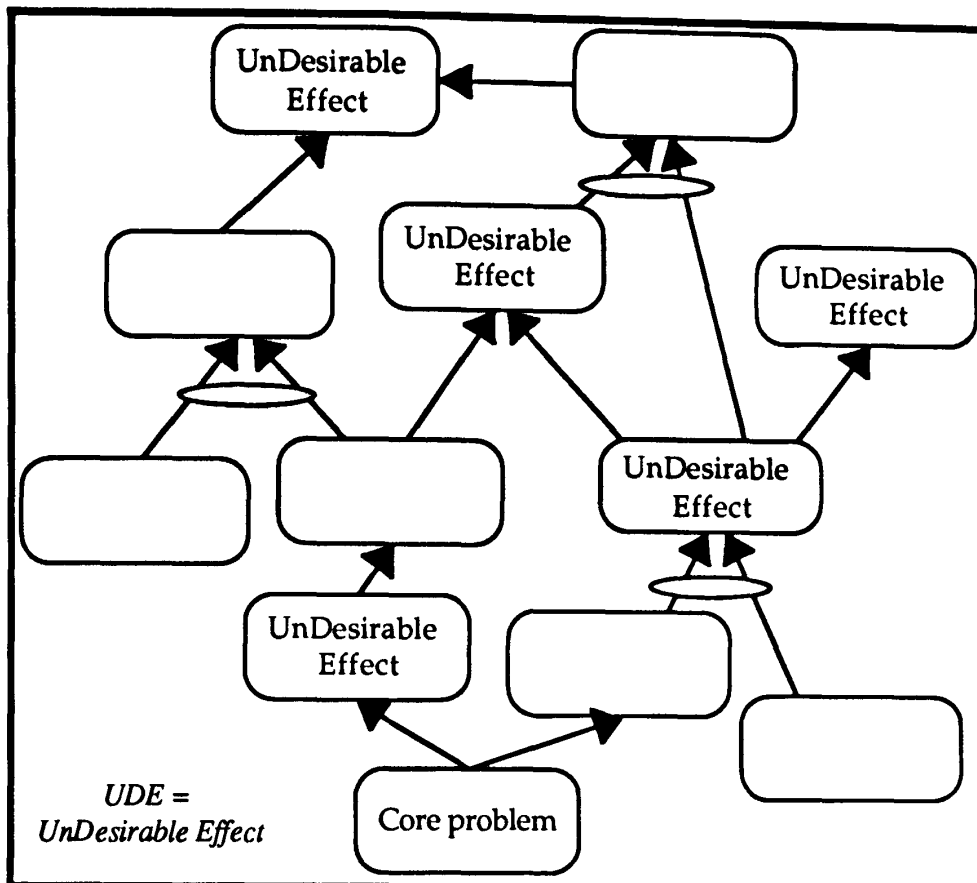 UnDesirable
Effect
UnDesirable
Effect
UnDesirable
Effect
UnDesirable
Effect
UnDesirable
Effect
Core problem
UDE =
UnDesirable Effect